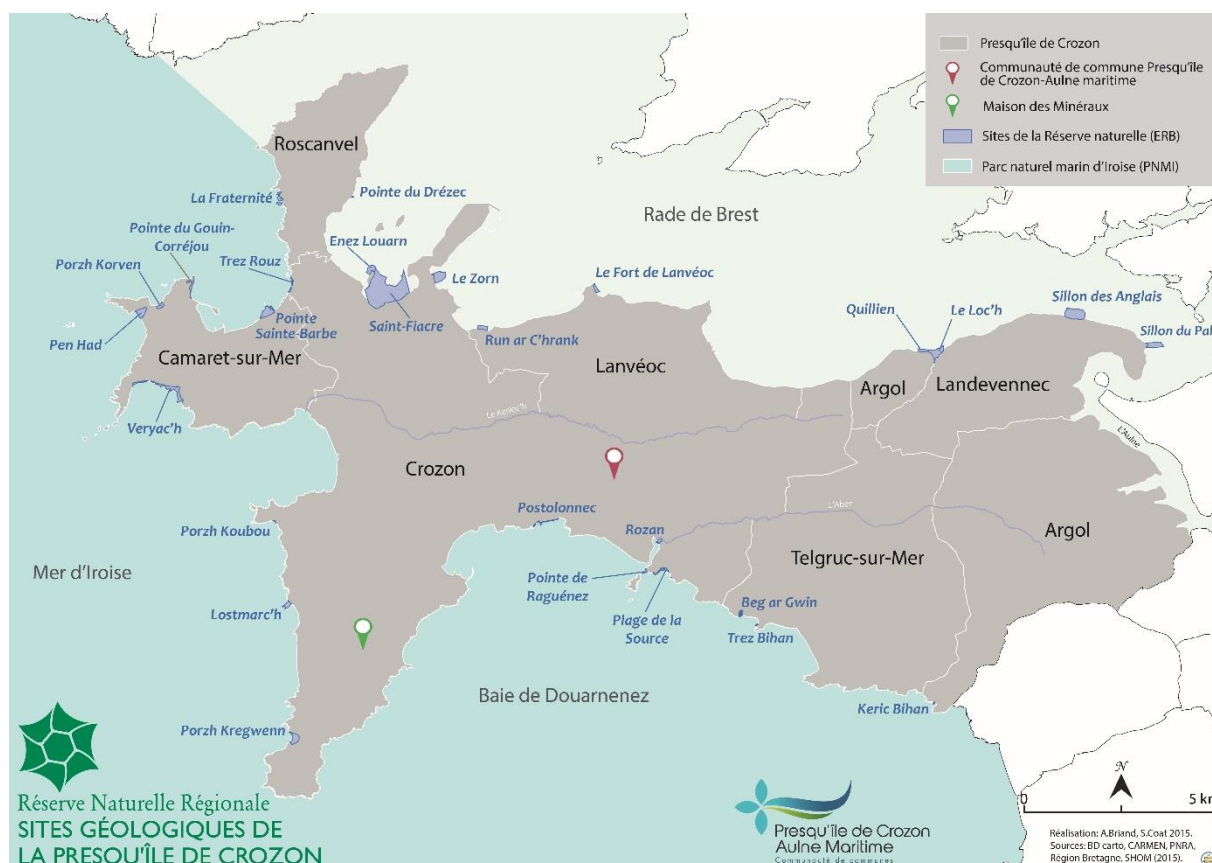 Presqu'île de Crozon
Communauté de commune Presqu'île
de Crozon-Aulne maritime
Maison des Minéraux
Sites de la Réserve naturelle (ERB)
Parc naturel marin d'Iroise (PNMI)
Roscanvel
La Fraternité
Pointe du Drézec
Rade de Brest
Pointe du Gouin-
Corréjou
Enez Louarn
Porzh Korven
Trez Rouz
Le Zorn
Le Fort de Lanvéoc
Sillon des Anglais
Quillien
Le Loc'h
Pointe
Sainte-Barbe
Saint-Fiacre
Run ar C'hrank
Pen Had
Sillon du Pal
Camaret-sur-Mer
Lanvéoc
Argol
Landevennec
Veryac'h
Le Kerloc'h
L'Aulne
Crozon
Postolonnec
L'Aber
Porzh Koubou
Rozan
Argol
Telgruc-sur-Mer
Mer d'Iroise
Pointe de
Raguénez
Lostmarc'h
Plage de la
Source
Beg ar Gwin
Trez Bihan
Baie de Douarnenez
Keric Bihan
Porzh Kregwenn
N
0 5 km
Réserve Naturelle Régionale
SITES GÉOLOGIQUES DE
LA PRESQU'ÎLE DE CROZON
Presqu'île de Crozon
Aulne Maritime
Communauté de communes
Réalisation: A.Briand, S.Coat 2015.
Sources: BD carto, CARMEN, PNRA,
Région Bretagne, SHOM(2015).